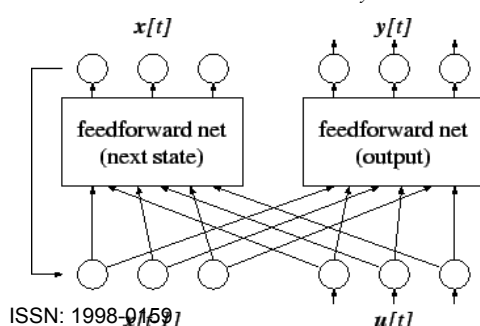 x[t]
y[t]
feedforward net
(next state)
feedforward net
(output)
ISSN: 1998-0159
u[t]